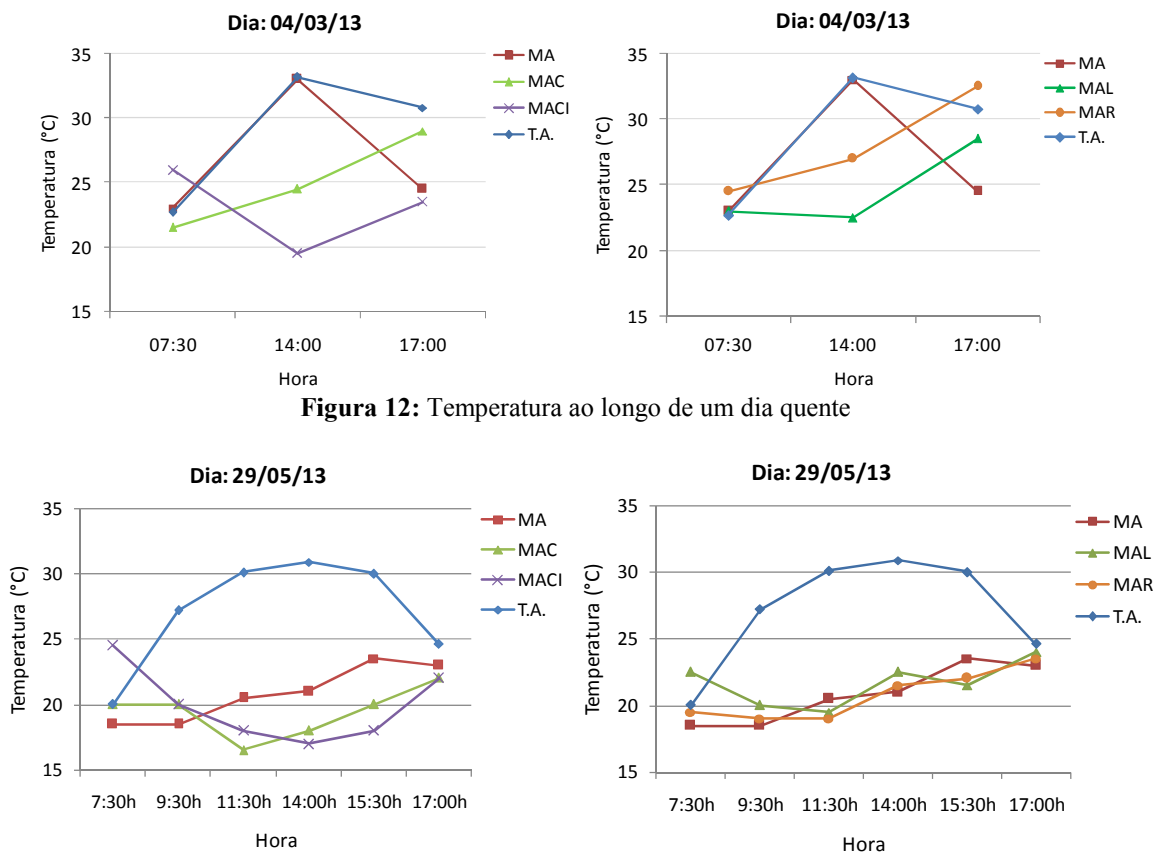 Dia: 04/03/13
35
30
25
20
15
Temperatura (°C)
07:30 14:00 17:00
Hora
MA
MAC
MACI
T.A.
Dia: 04/03/13
35
30
25
20
15
Temperatura (°C)
07:30 14:00 17:00
Hora
MA
MAL
MAR
T.A.
Figura 12: Temperatura ao longo de um dia quente
Dia: 29/05/13
35
30
25
20
15
Temperatura (°C)
7:30h 9:30h 11:30h 14:00h 15:30h 17:00h
Hora
MA
MAC
MACI
T.A.
Dia: 29/05/13
35
30
25
20
15
Temperatura (°C)
7:30h 9:30h 11:30h 14:00h 15:30h 17:00h
Hora
MA
MAL
MAR
T.A.